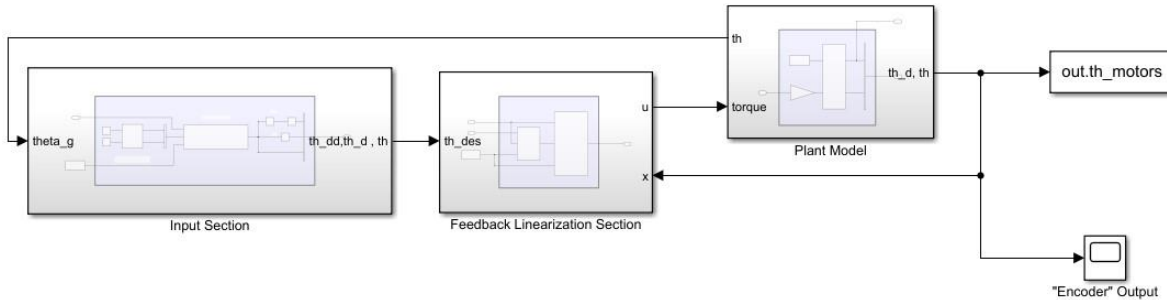 th
th_d, th
torque
Plant Model
out.th_motors
theta_g
th_dd,th_d , th
Input Section
th_des
u
x
Feedback Linearization Section
"Encoder" Output